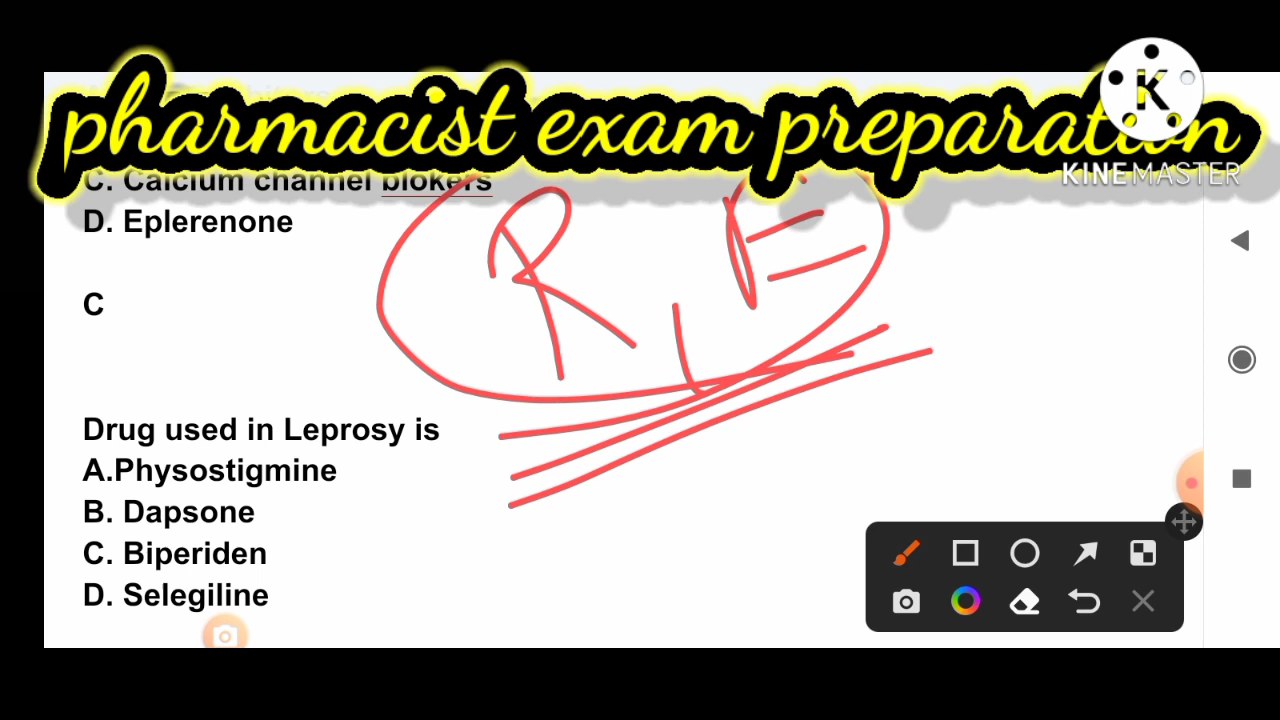 pharmacist exam preparation
K
KINEMASTER
C. Calcium channel blokers
D. Eplerenone
R, E
C
Drug used in Leprosy is
A.Physostigmine
B. Dapsone
C. Biperiden
D. Selegiline